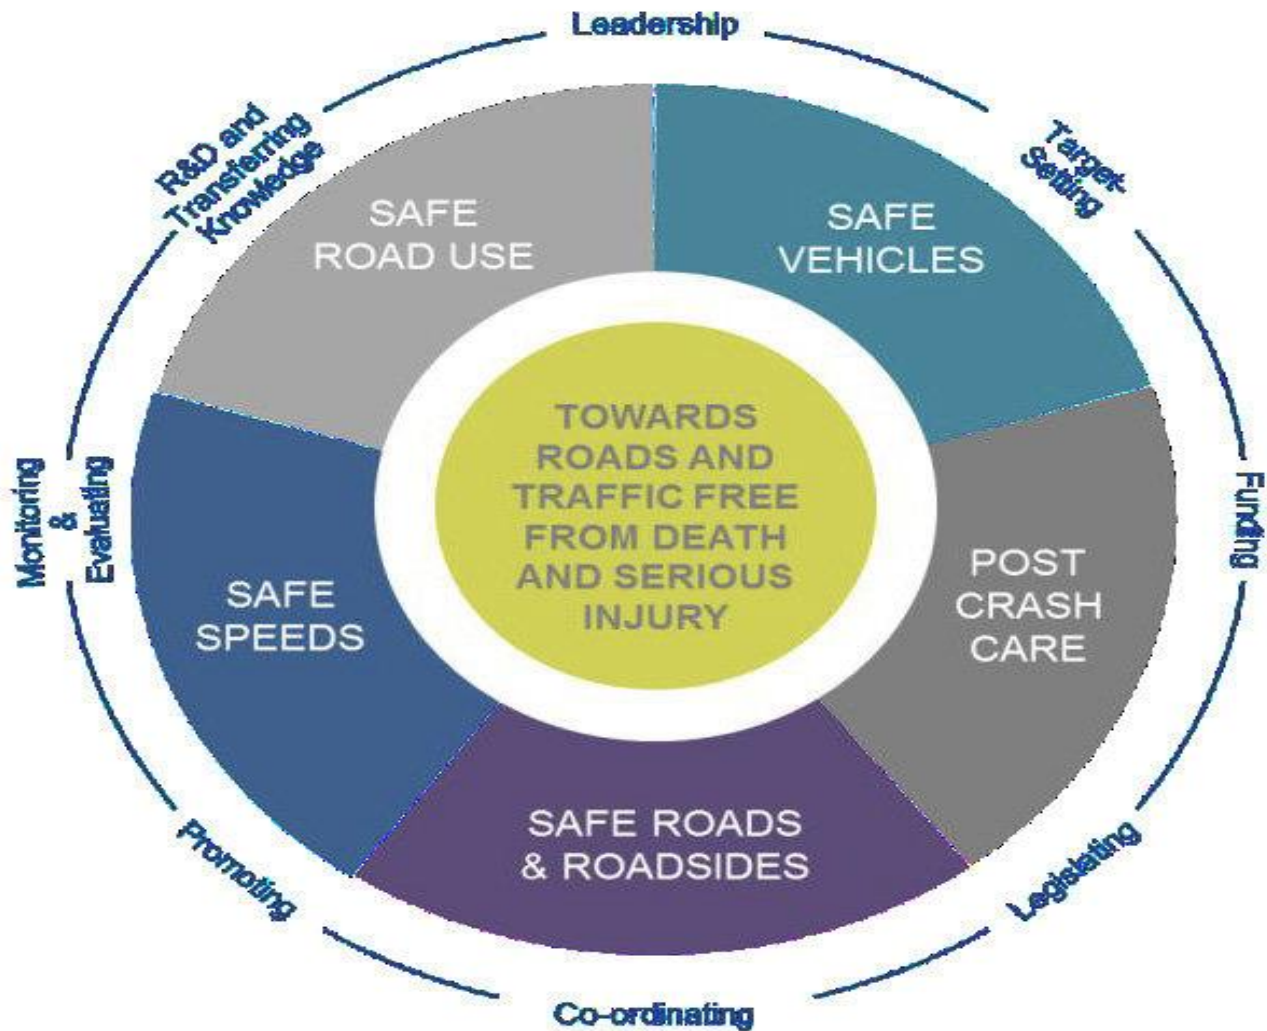 Leadership
Target-
Setting
Funding
Legislating
Co-ordinating
Promoting
Monitoring
&
Evaluating
R&D and
Transferring
Knowledge
SAFE
ROAD USE
SAFE
VEHICLES
POST
CRASH
CARE
SAFE ROADS
& ROADSIDES
SAFE
SPEEDS
TOWARDS
ROADS AND
TRAFFIC FREE
FROM DEATH
AND SERIOUS
INJURY